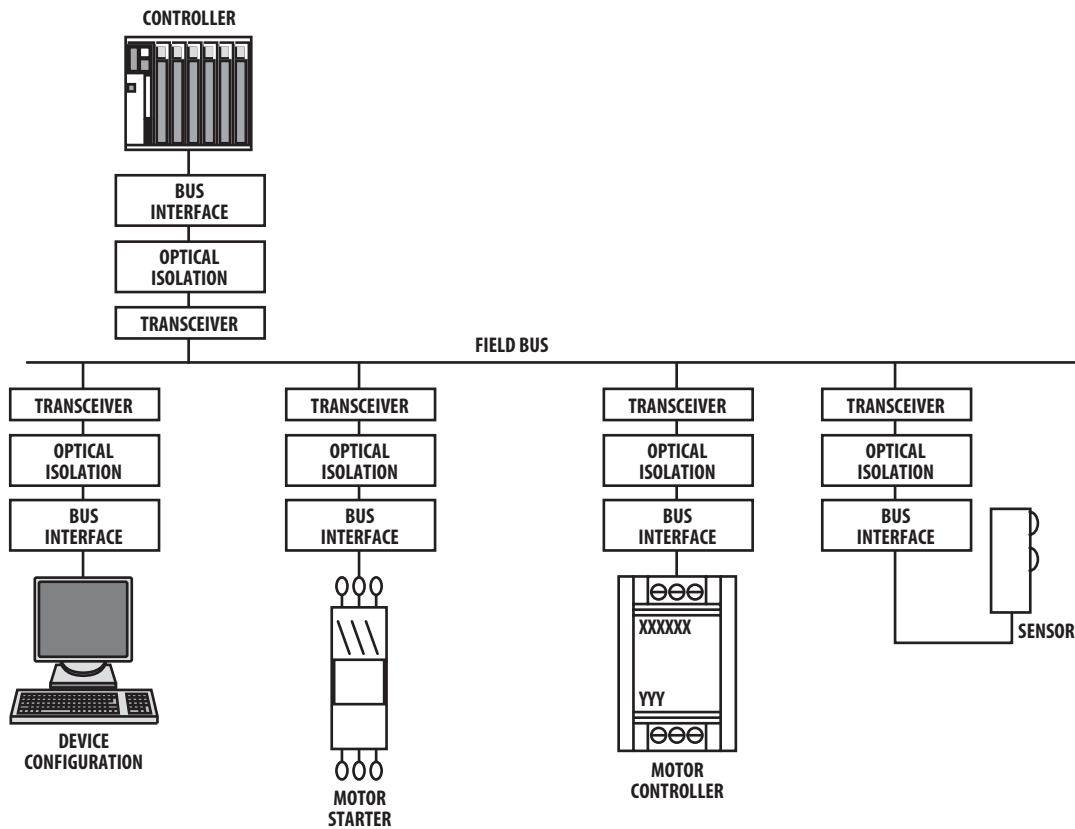 CONTROLLER
BUS
INTERFACE
OPTICAL
ISOLATION
TRANSCEIVER
FIELD BUS
TRANSCEIVER
OPTICAL
ISOLATION
BUS
INTERFACE
DEVICE
CONFIGURATION
TRANSCEIVER
OPTICAL
ISOLATION
BUS
INTERFACE
MOTOR
STARTER
TRANSCEIVER
OPTICAL
ISOLATION
BUS
INTERFACE
XXXXXX
YYY
MOTOR
CONTROLLER
TRANSCEIVER
OPTICAL
ISOLATION
BUS
INTERFACE
SENSOR